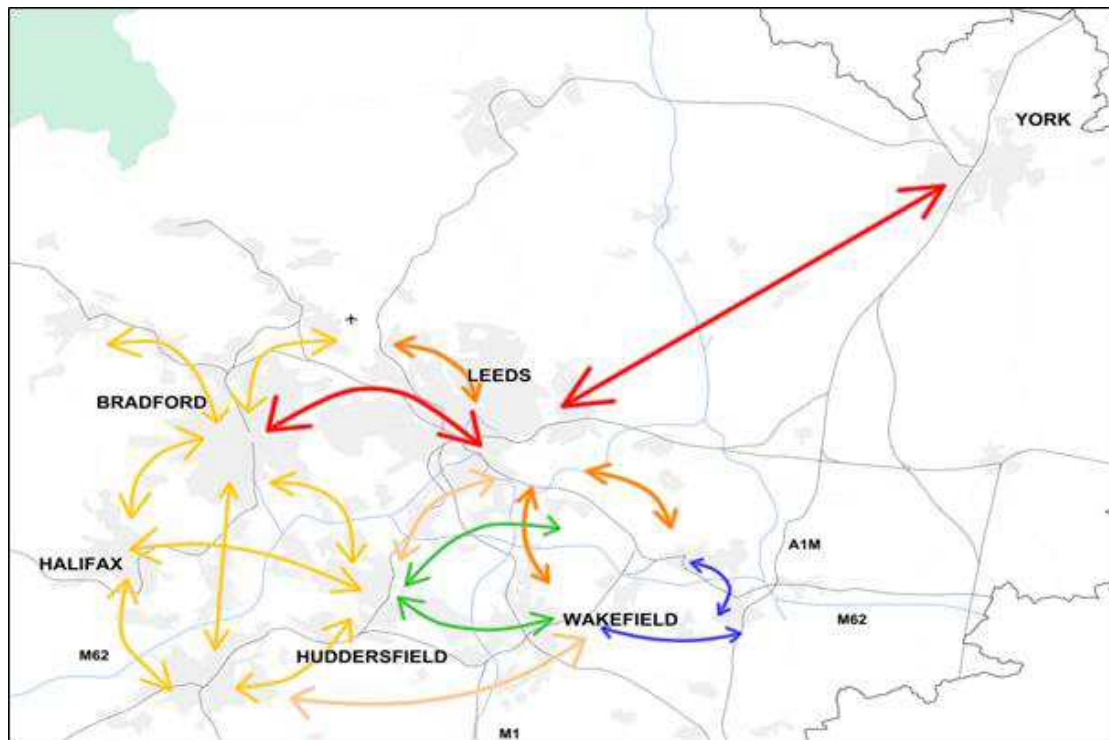 YORK
LEEDS
BRADFORD
A1M
HALIFAX
WAKEFIELD
M62
M62
HUDDERSFIELD
M1